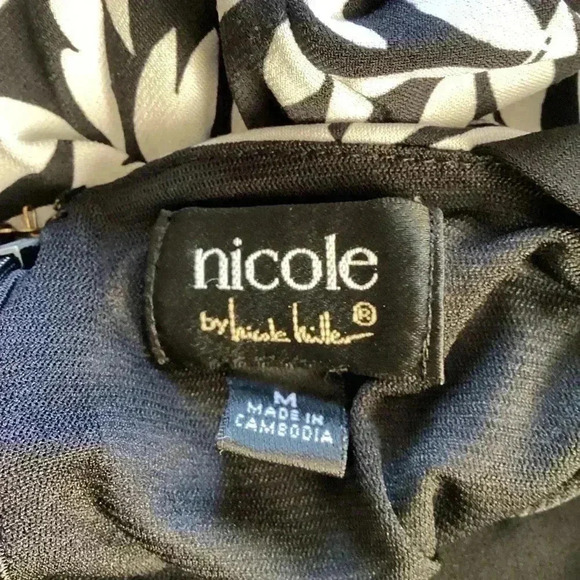 nicole
by nicole miller ®
M
MADE IN
CAMBODIA